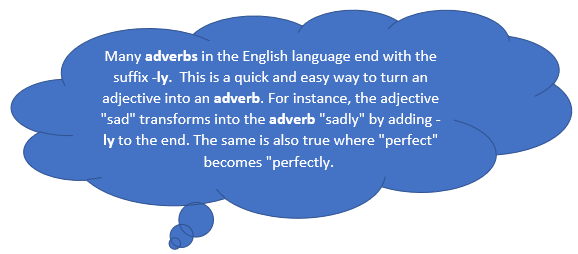 Many adverbs in the English language end with the
suffix -ly.  This is a quick and easy way to turn an
adjective into an adverb. For instance, the adjective
"sad" transforms into the adverb "sadly" by adding -
ly to the end. The same is also true where "perfect"
becomes "perfectly.